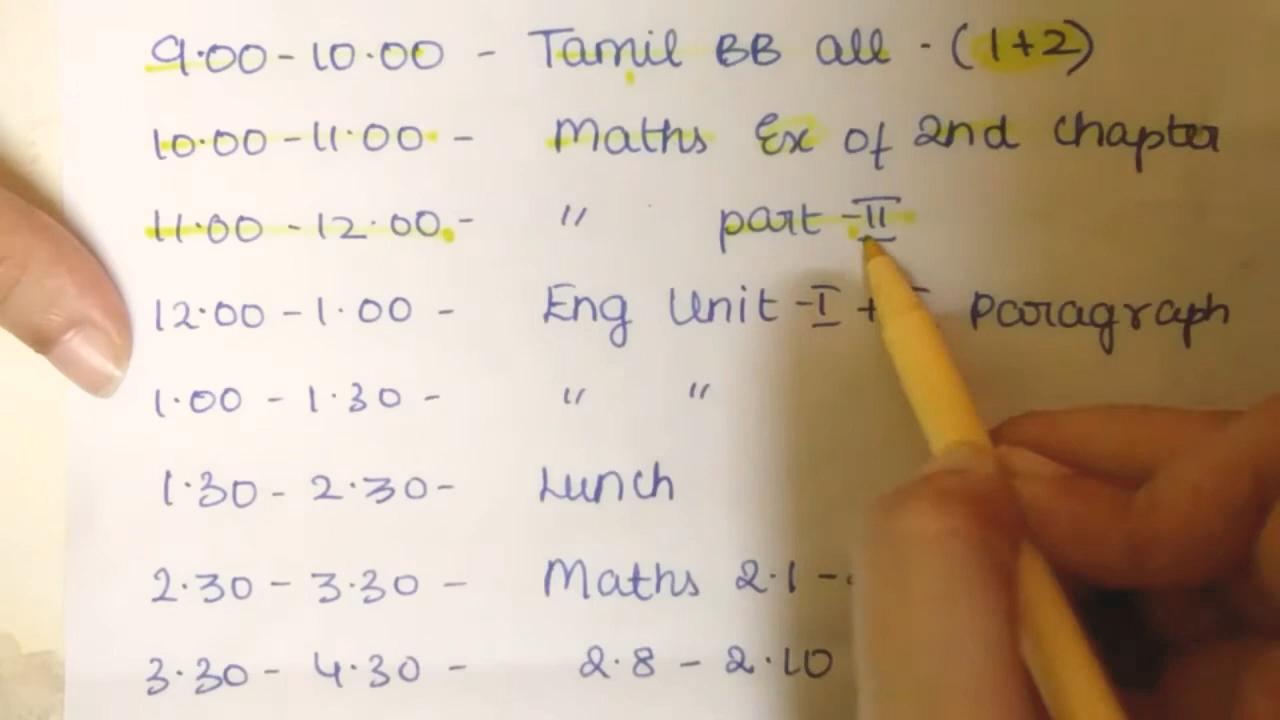 9.00 - 10.00 - Tamil BB all - (1+2)
10.00 - 11.00 - Maths Ex of 2nd chapter
11.00 - 12.00 - " part - II
12.00 - 1.00 - Eng Unit - I + paragraph
1.00 - 1.30 - " "
1.30 - 2.30 - Lunch
2.30 - 3.30 - Maths 2.1 -
3.30 - 4.30 - 2.8 - 2.10